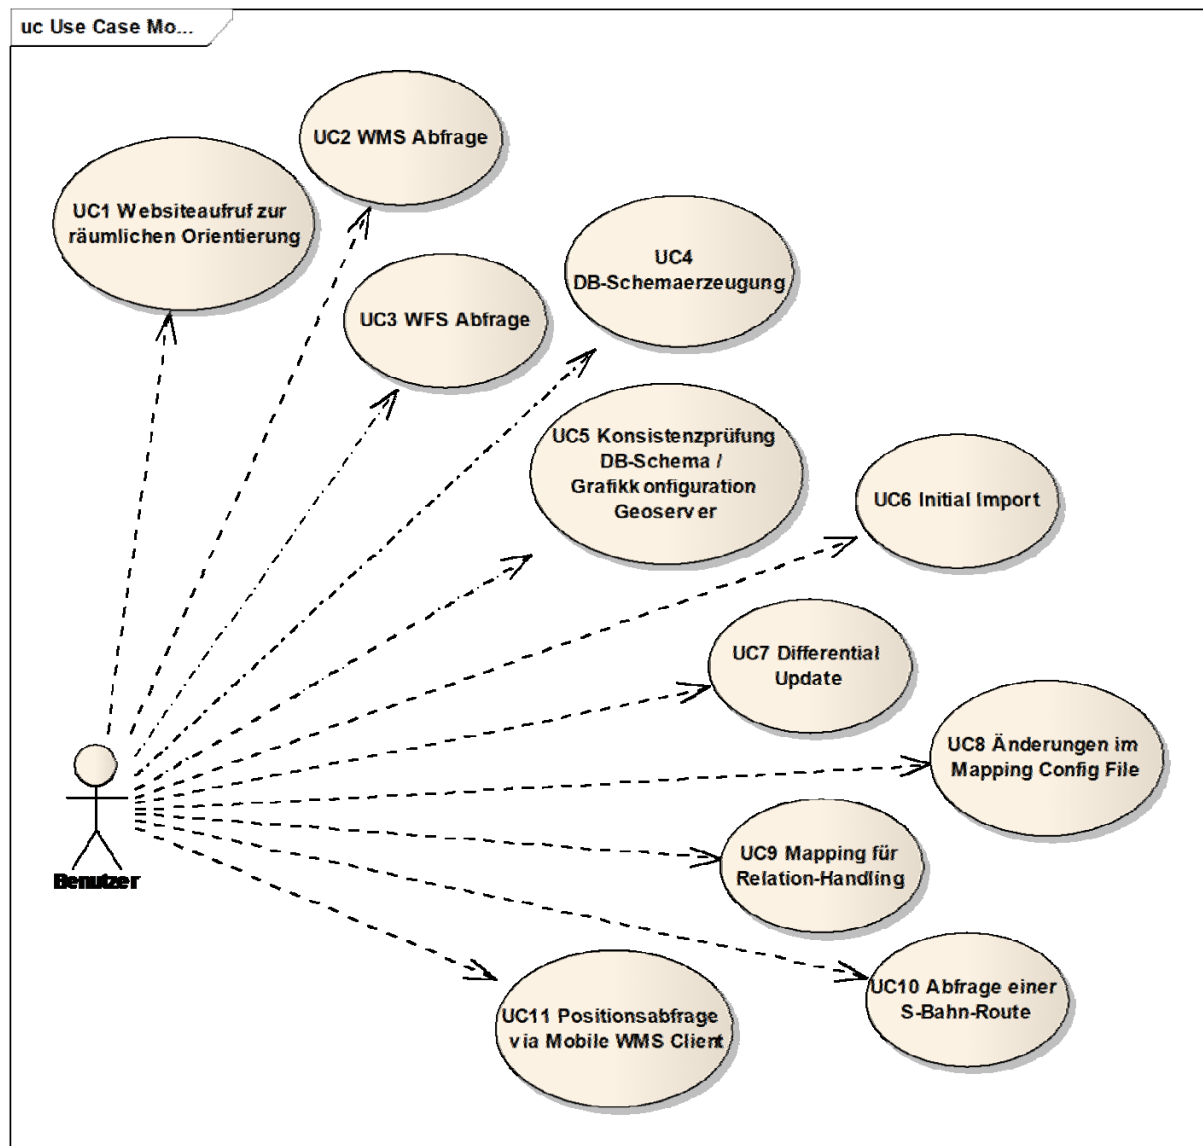 uc Use Case Mo...
UC2 WMS Abfrage
UC1 Websiteaufruf zur
räumlichen Orientierung
UC4
DB-Schemaerzeugung
UC3 WFS Abfrage
UC5 Konsistenzprüfung
DB-Schema /
Grafikkonfiguration
Geoserver
UC6 Initial Import
UC7 Differential
Update
UC8 Änderungen im
Mapping Config File
UC9 Mapping für
Relation-Handling
Benutzer
UC10 Abfrage einer
S-Bahn-Route
UC11 Positionsabfrage
via Mobile WMS Client